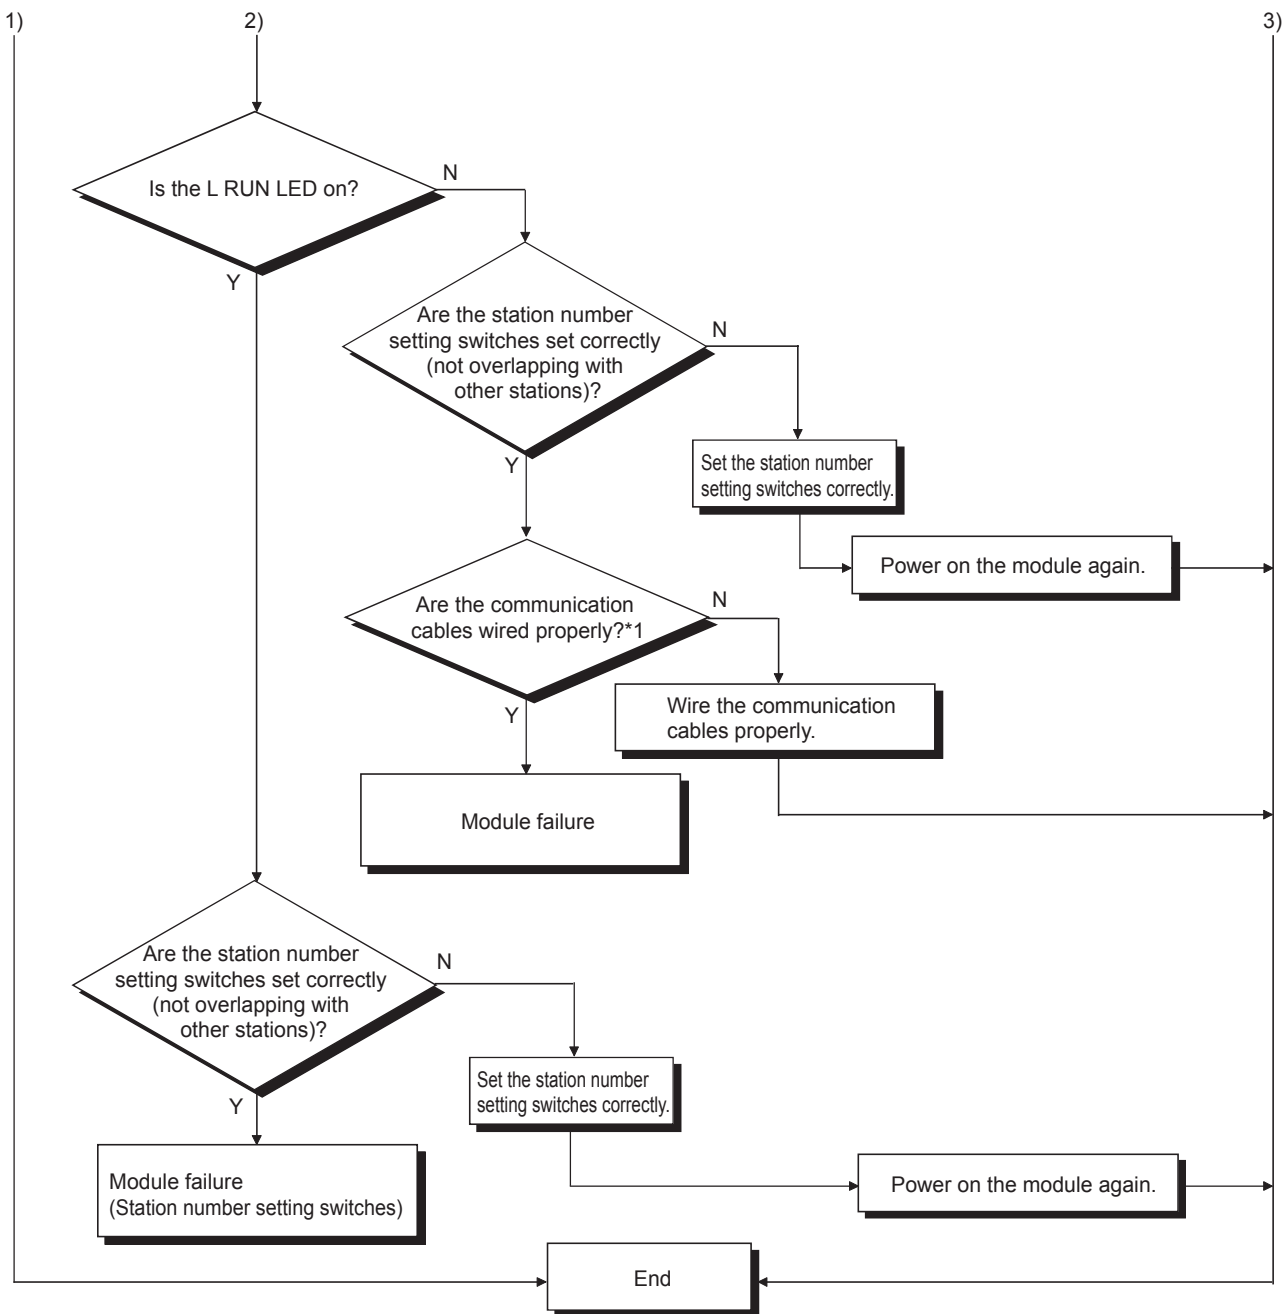 1)
2)
3)
Is the L RUN LED on?
N
Y
Are the station number
setting switches set correctly
(not overlapping with
other stations)?
N
Y
Set the station number
setting switches correctly.
Power on the module again.
Are the communication
cables wired properly?*1
N
Y
Wire the communication
cables properly.
Module failure
Are the station number
setting switches set correctly
(not overlapping with
other stations)?
N
Y
Set the station number
setting switches correctly.
Module failure
(Station number setting switches)
Power on the module again.
End